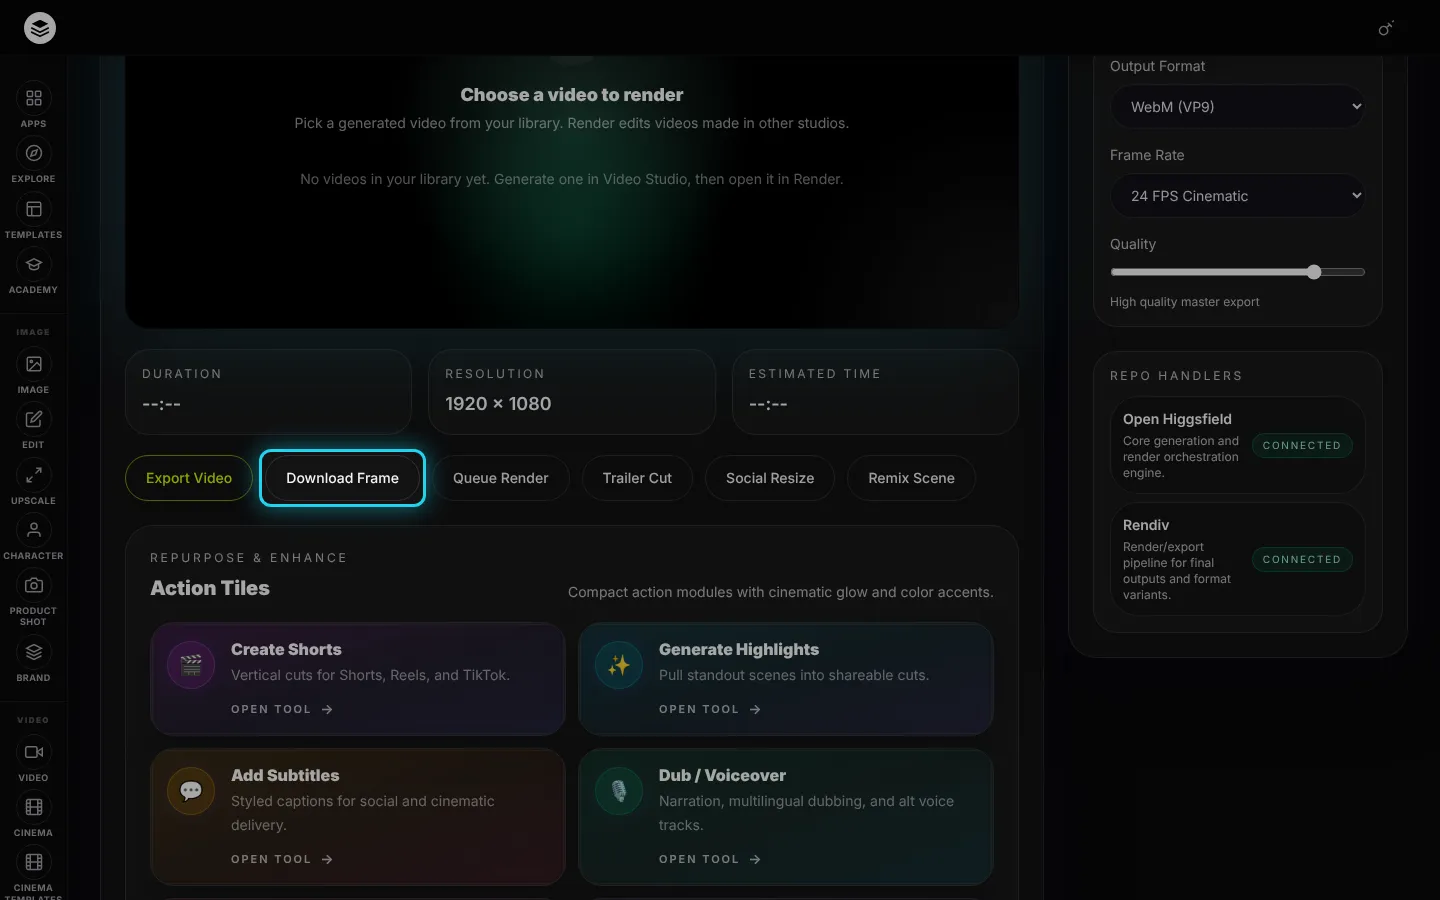 APPS
EXPLORE
TEMPLATES
ACADEMY
IMAGE
IMAGE
EDIT
UPSCALE
CHARACTER
PRODUCT
SHOT
BRAND
VIDEO
VIDEO
CINEMA
CINEMA
TEMPLATES
Choose a video to render
Pick a generated video from your library. Render edits videos made in other studios.
No videos in your library yet. Generate one in Video Studio, then open it in Render.
DURATION
--:--
RESOLUTION
1920 × 1080
ESTIMATED TIME
--:--
Export Video
Download Frame
Queue Render
Trailer Cut
Social Resize
Remix Scene
REPURPOSE & ENHANCE
Action Tiles
Compact action modules with cinematic glow and color accents.
Create Shorts
Vertical cuts for Shorts, Reels, and TikTok.
OPEN TOOL →
Generate Highlights
Pull standout scenes into shareable cuts.
OPEN TOOL →
Add Subtitles
Styled captions for social and cinematic
delivery.
OPEN TOOL →
Dub / Voiceover
Narration, multilingual dubbing, and alt voice
tracks.
OPEN TOOL →
Output Format
WebM (VP9)
Frame Rate
24 FPS Cinematic
Quality
High quality master export
REPO HANDLERS
Open Higgsfield
Core generation and
render orchestration
engine.
CONNECTED
Rendiv
Render/export
pipeline for final
outputs and format
variants.
CONNECTED